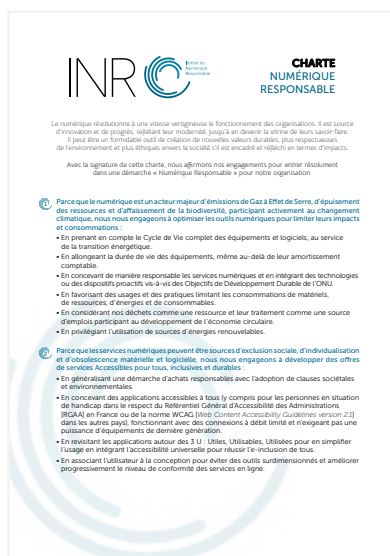 INR
Institut du
Numérique
Responsable
CHARTE
NUMÉRIQUE
RESPONSABLE
Le numérique révolutionne à une vitesse vertigineuse le fonctionnement des organisations. Il est source
d'innovation et de progrès, reflétant leur modernité, jusqu'à en devenir la vitrine de leurs savoir-faire.
Il peut être un formidable outil de création de nouvelles valeurs durables, plus respectueuses
de l'environnement et plus éthiques envers la société s'il est encadré et réfléchi en termes d'impacts.
Avec la signature de cette charte, nous affirmons nos engagements pour entrer résolument
dans une démarche « Numérique Responsable » pour notre organisation.
1 Parce que le numérique est un acteur majeur d'émissions de Gaz à Effet de Serre, d'épuisement
des ressources et d'affaissement de la biodiversité, participant activement au changement
climatique, nous nous engageons à optimiser les outils numériques pour limiter leurs impacts
et consommations :
• En prenant en compte le Cycle de Vie complet des équipements et logiciels, au service
de la transition énergétique.
• En allongeant la durée de vie des équipements, même au-delà de leur amortissement
comptable.
• En concevant de manière responsable les services numériques et en intégrant des technologies
ou des dispositifs proactifs vis-à-vis des Objectifs de Développement Durable de l'ONU.
• En favorisant des usages et des pratiques limitant les consommations de matériels,
de ressources, d'énergies et de consommables.
• En considérant nos déchets comme une ressource et leur traitement comme une source
d'emplois participant au développement de l'économie circulaire.
• En privilégiant l'utilisation de sources d'énergies renouvelables.
2 Parce que les services numériques peuvent être sources d'exclusion sociale, d'individualisation
et d'obsolescence matérielle et logicielle, nous nous engageons à développer des offres
de services Accessibles pour tous, inclusives et durables :
• En généralisant une démarche d'achats responsables avec l'adoption de clauses sociétales
et environnementales.
• En concevant des applications accessibles à tous (y compris pour les personnes en situation
de handicap dans le respect du Référentiel Général d'Accessibilité des Administrations
[RGAA] en France ou de la norme WCAG [Web Content Accessibility Guidelines version 2.1]
dans les autres pays), fonctionnant avec des connexions à débit limité et n'exigeant pas une
puissance d'équipements de dernière génération.
• En revisitant les applications autour des 3 U : Utiles, Utilisables, Utilisées pour en simplifier
l'usage en intégrant l'accessibilité universelle pour réussir l'e-inclusion de tous.
• En associant l'utilisateur à la conception pour éviter des outils surdimensionnés et améliorer
progressivement le niveau de conformité des services en ligne.